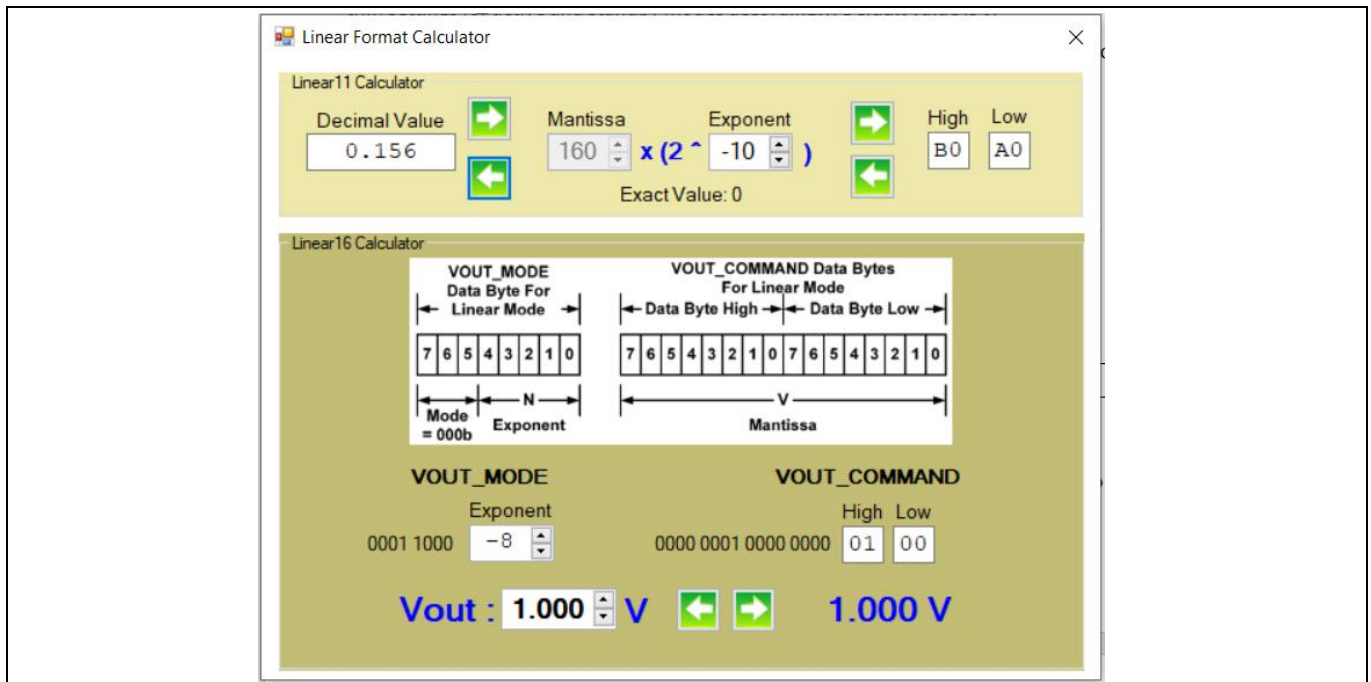 Linear Format Calculator
Linear11 Calculator
Decimal Value Mantissa Exponent High Low
0.156 160 x (2 ^ -10 ) B0 A0
Exact Value: 0
Linear16 Calculator
VOUT_MODE
Data Byte For
Linear Mode
VOUT_COMMAND Data Bytes
For Linear Mode
Data Byte High Data Byte Low
7 6 5 4 3 2 1 0 7 6 5 4 3 2 1 0 7 6 5 4 3 2 1 0
N V
Mode
= 000b
Exponent Mantissa
VOUT_MODE VOUT_COMMAND
Exponent High Low
0001 1000 -8 0000 0001 0000 0000 01 00
Vout : 1.000 V 1.000 V